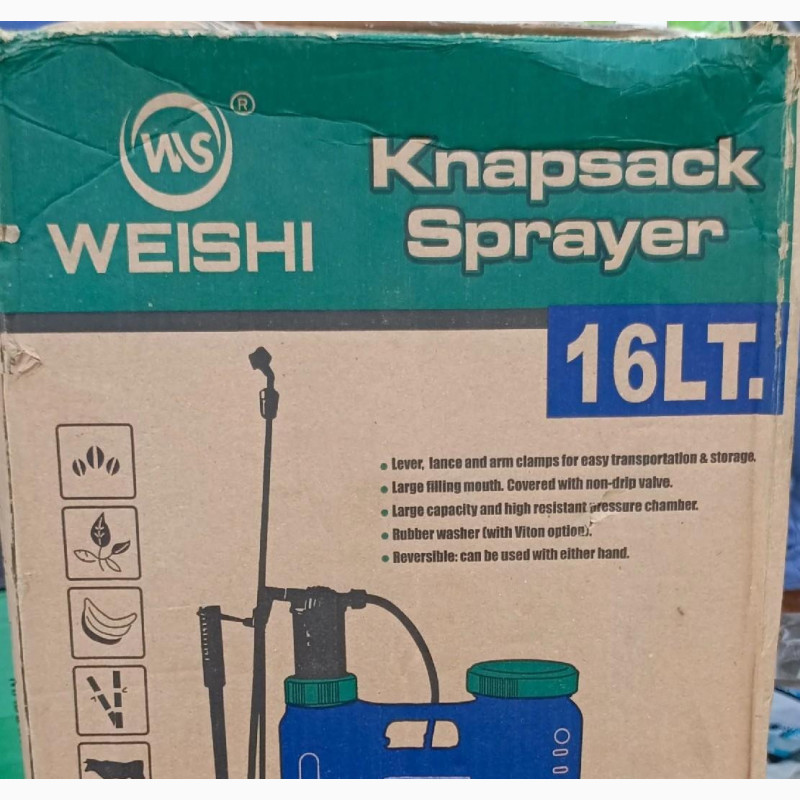 WS ®
WEISHI
Knapsack
Sprayer
16LT.
Lever, lance and arm clamps for easy transportation & storage.
Large filling mouth. Covered with non-drip valve.
Large capacity and high resistant pressure chamber.
Rubber washer (with Viton option).
Reversible: can be used with either hand.